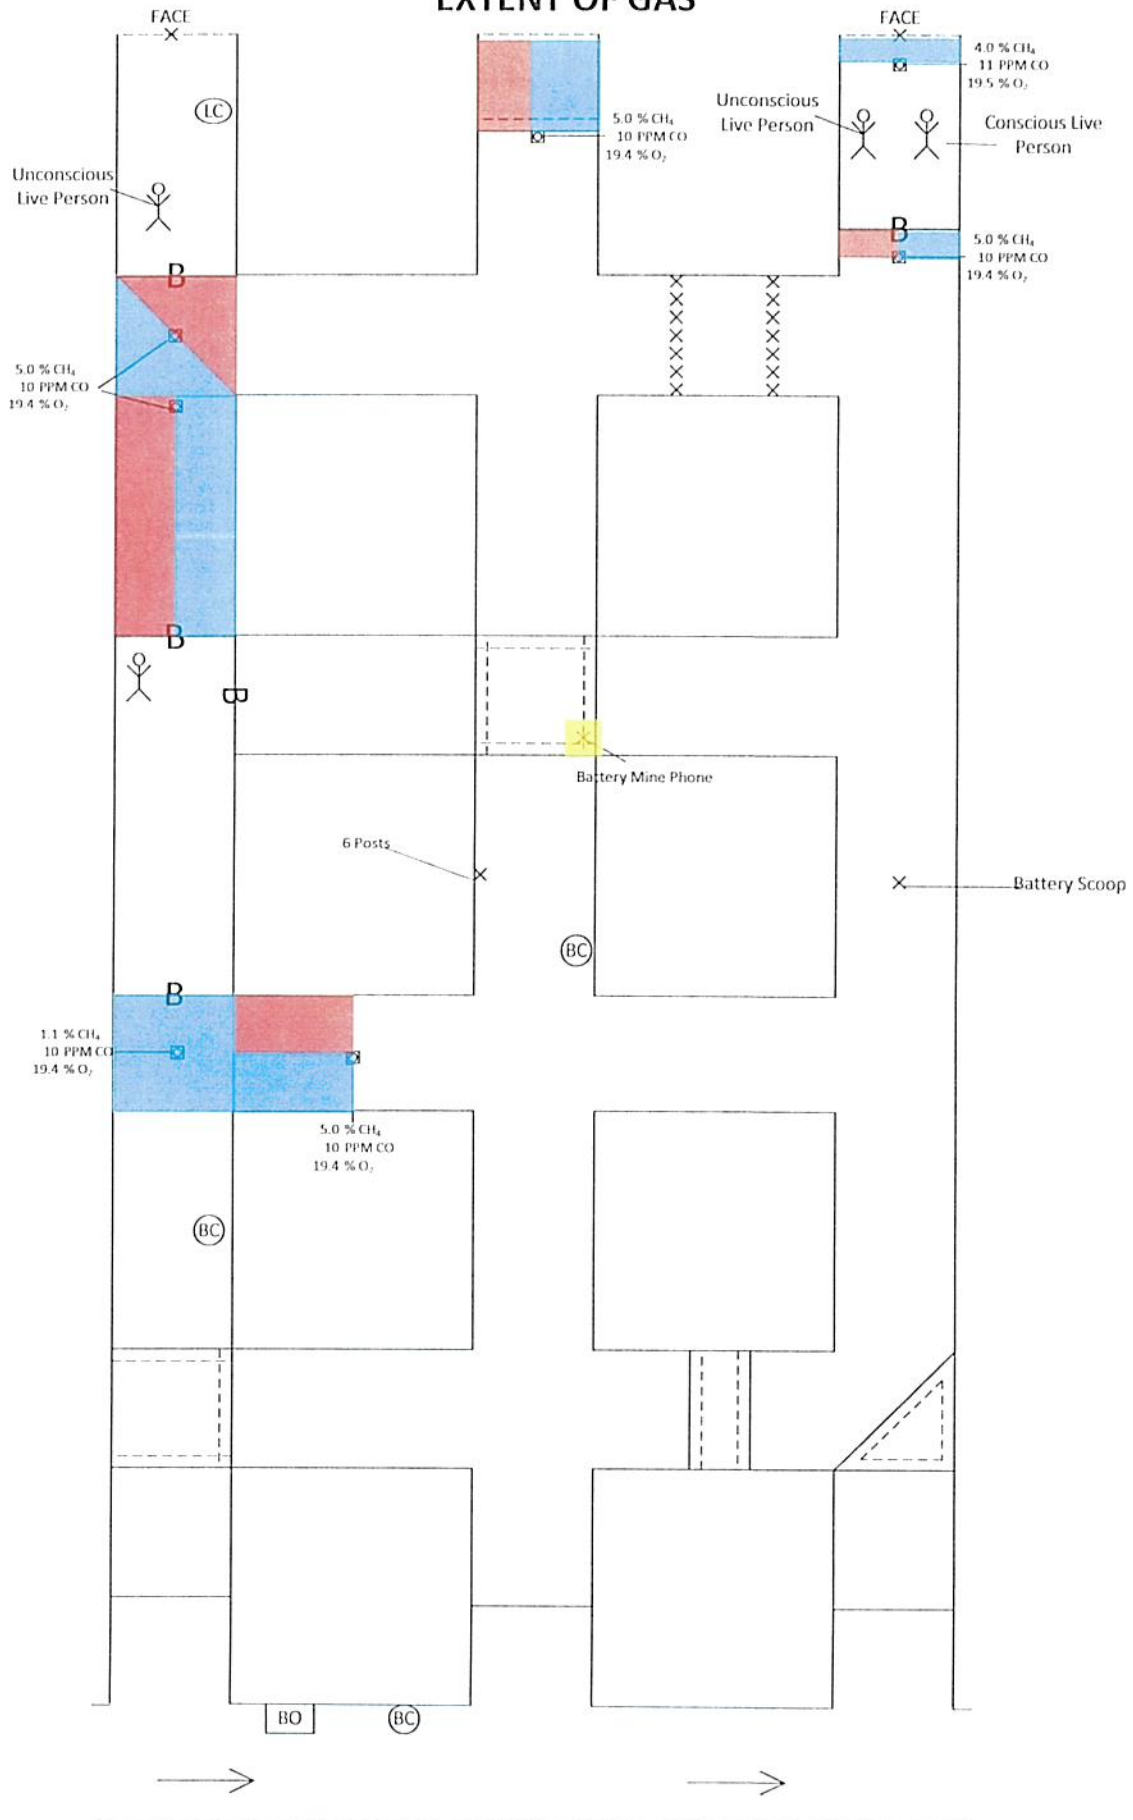 EXTENT OF GAS
FACE
FACE
4.0 % CH₄
11 PPM CO
19.5 % O₂
LC
Unconscious
Live Person
Conscious Live
Person
5.0 % CH₄
10 PPM CO
19.4 % O₂
Unconscious
Live Person
B
5.0 % CH₄
10 PPM CO
19.4 % O₂
B
5.0 % CH₄
10 PPM CO
19.4 % O₂
B
B
Battery Mine Phone
6 Posts
Battery Scoop
BC
B
1.1 % CH₄
10 PPM CO
19.4 % O₂
5.0 % CH₄
10 PPM CO
19.4 % O₂
BC
BO
BC